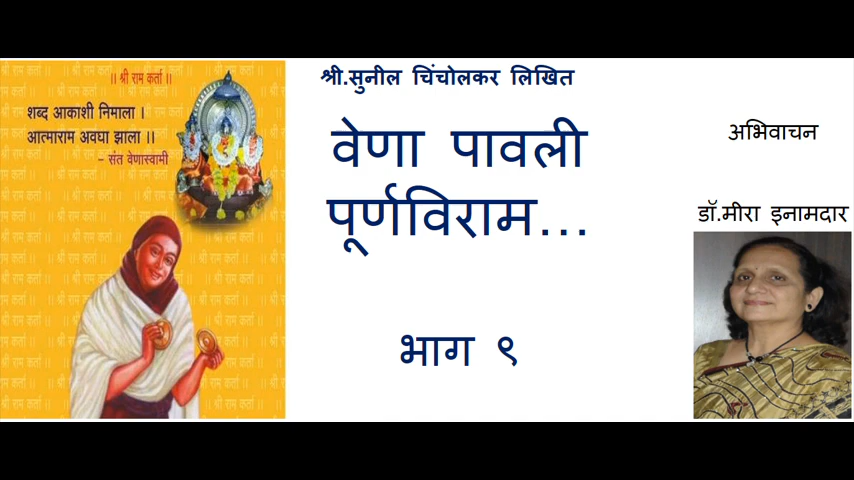 ।। श्री राम कर्ता ।।
शब्द आकाशी निमाला ।
आत्माराम अवघा झाला ।।
- संत वेणास्वामी
श्री.सुनील चिंचोलकर लिखित
वेणा पावली
पूर्णविराम...
भाग ९
अभिवाचन
डॉ.मीरा इनामदार